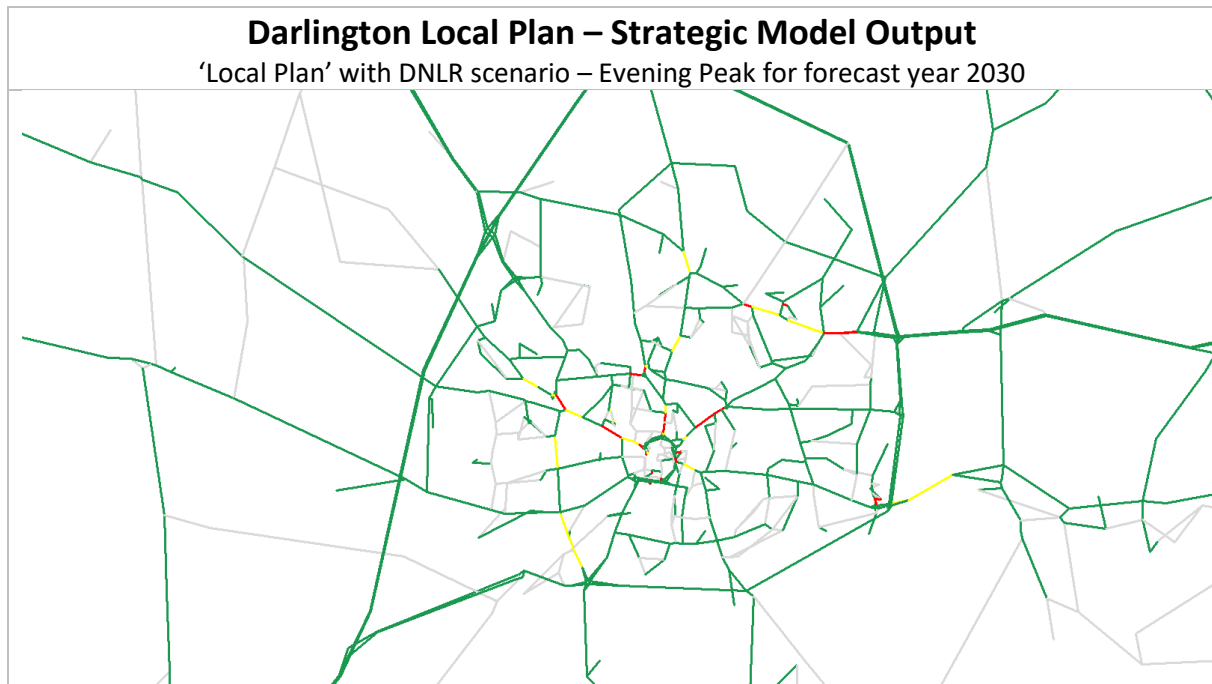 Darlington Local Plan – Strategic Model Output
‘Local Plan’ with DNLR scenario – Evening Peak for forecast year 2030